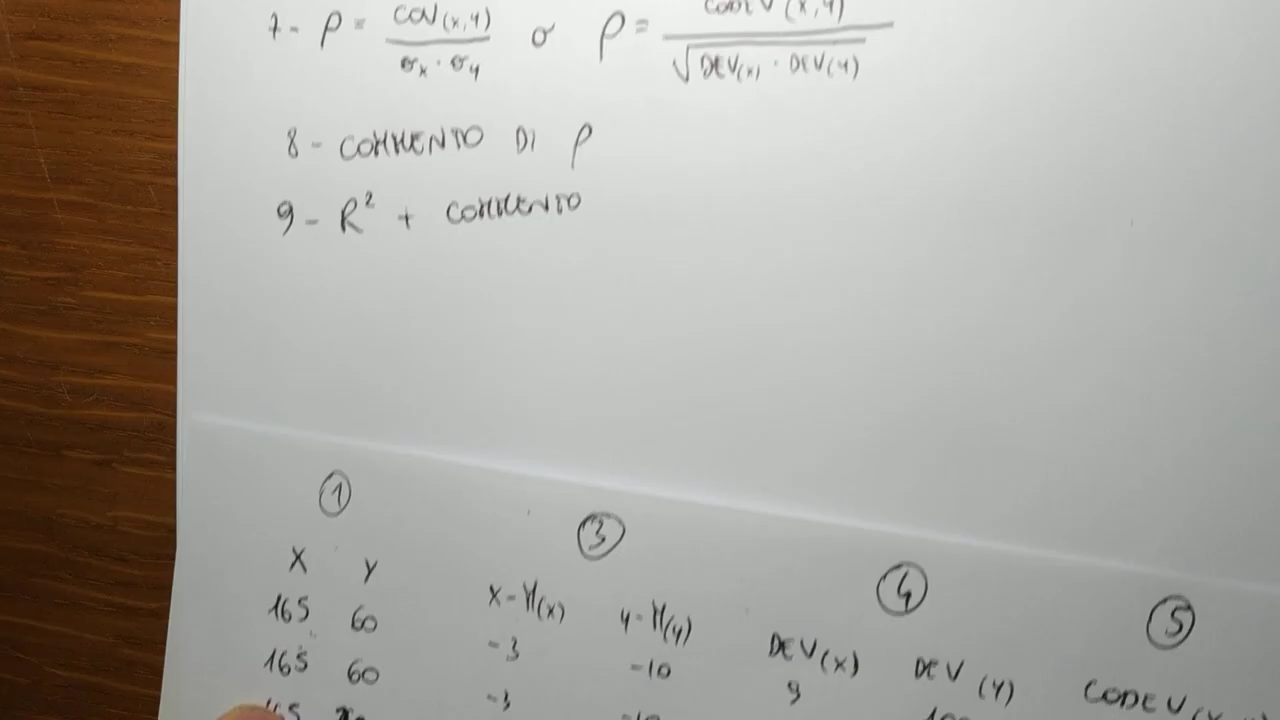 7 - ρ = COV(x,y) / σx · σy o ρ = CODEV(x,y) / √DEV(x) · DEV(y)
8 - COMMENTO DI ρ
9 - R² + COMMENTO
① ③ ④ ⑤
X Y X-M(x) y-M(y) DEV(x) DEV(y) CODEV
165 60 -3 -10 9
165 60 -3